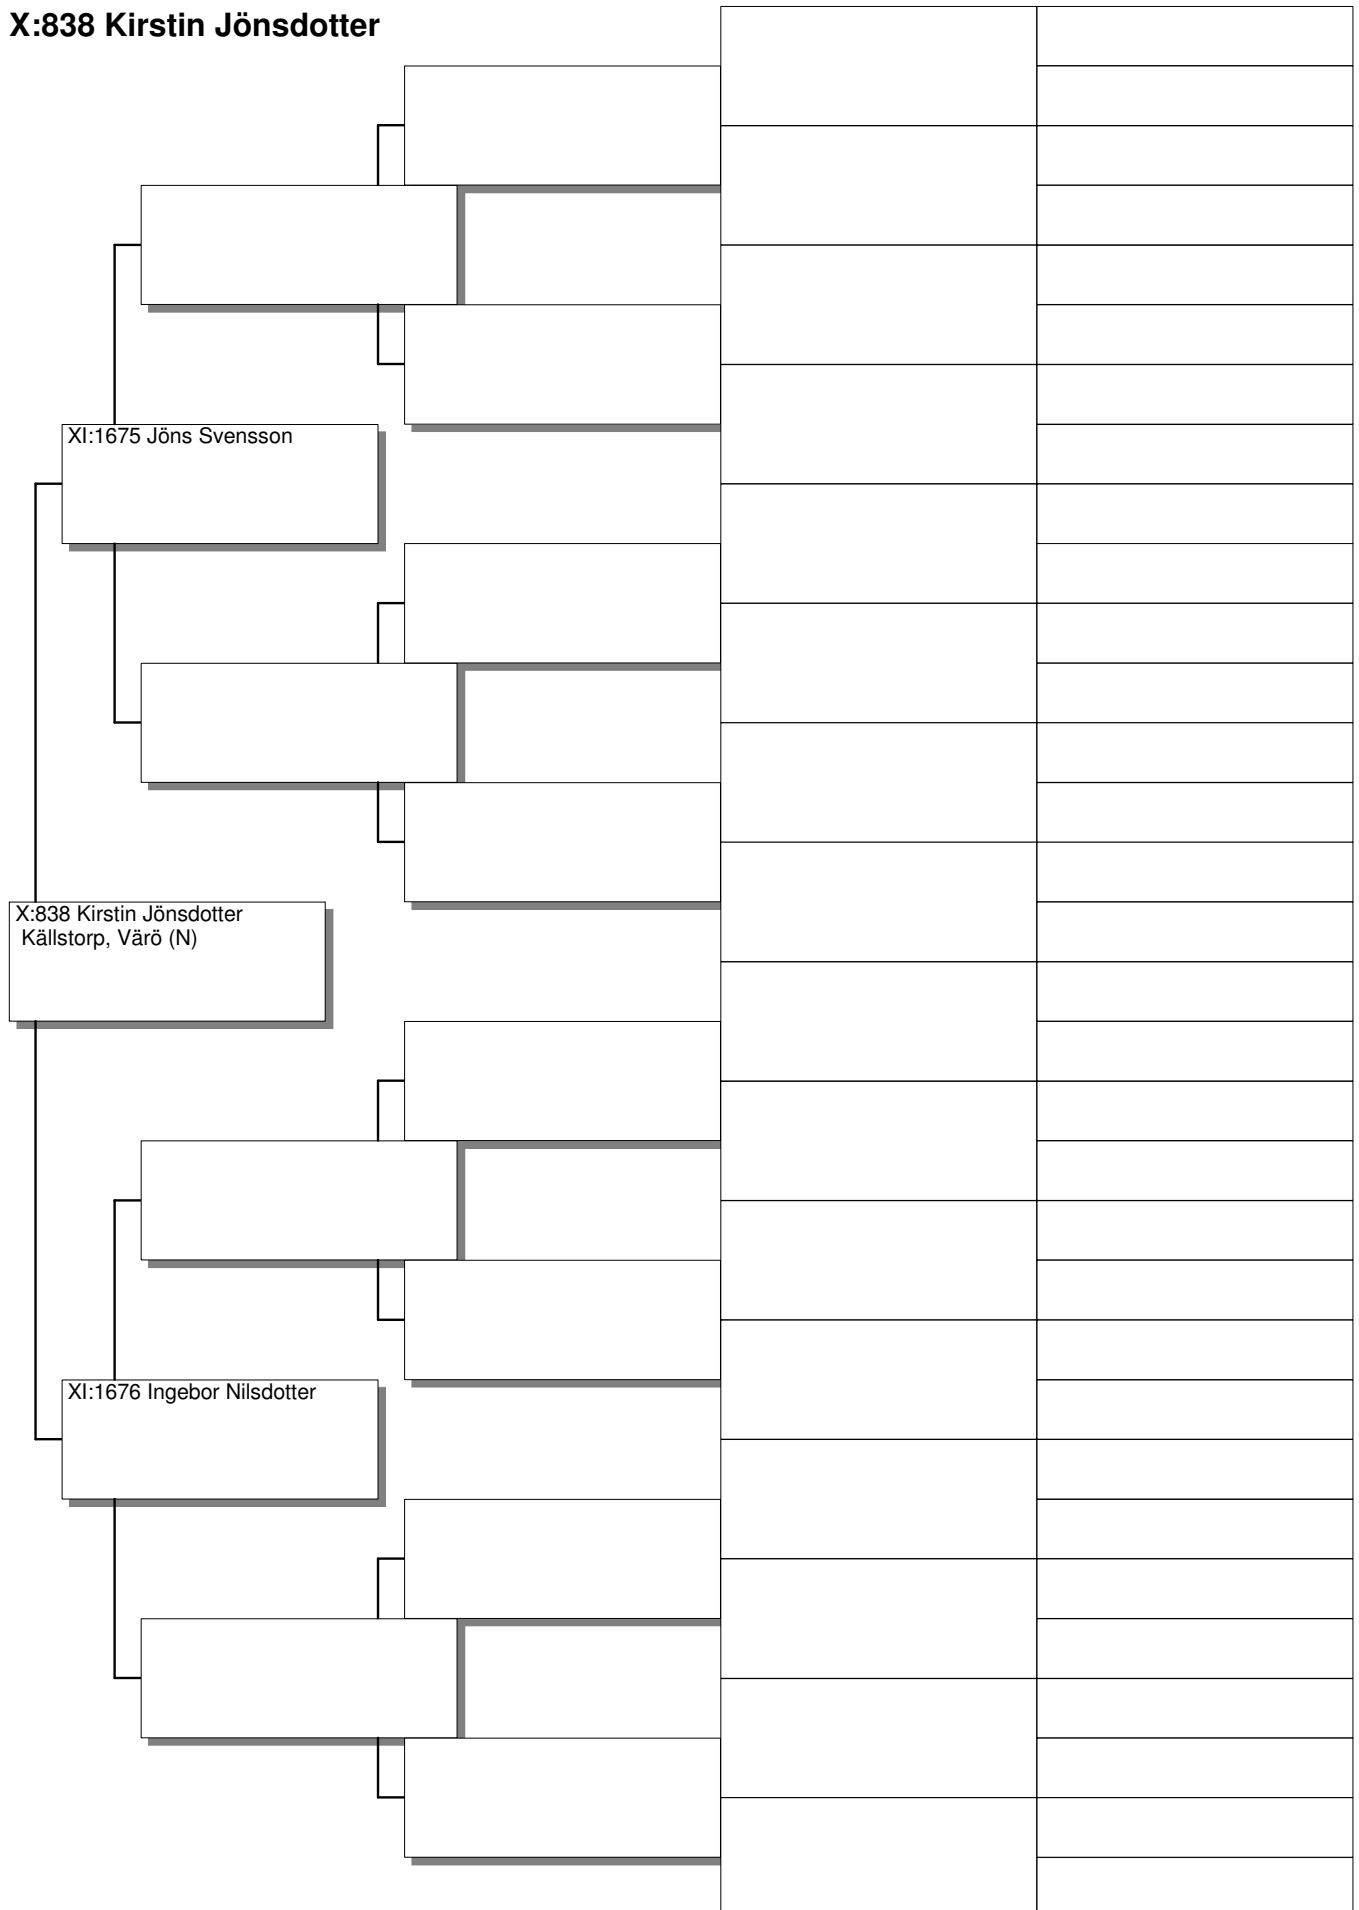 X:838 Kirstin Jönsdotter
XI:1675 Jöns Svensson
X:838 Kirstin Jönsdotter
Källstorp, Värö (N)
XI:1676 Ingebor Nilsdotter